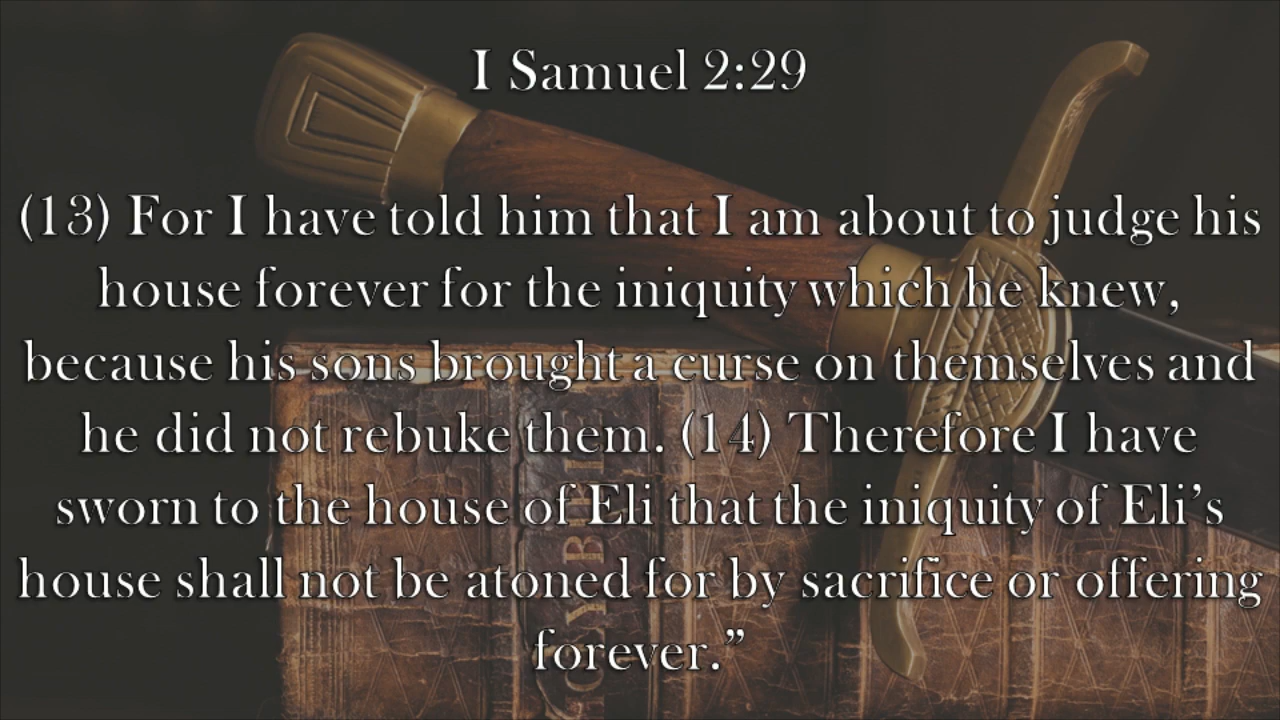 I Samuel 2:29
(13) For I have told him that I am about to judge his
house forever for the iniquity which he knew,
because his sons brought a curse on themselves and
he did not rebuke them. (14) Therefore I have
sworn to the house of Eli that the iniquity of Eli’s
house shall not be atoned for by sacrifice or offering
forever.”